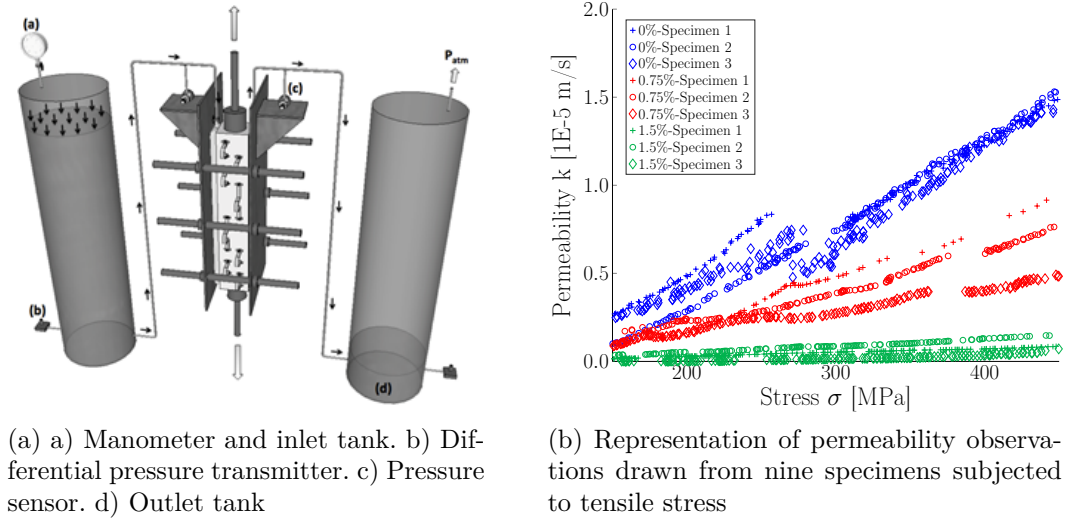 (a)
P_atm
(c)
(b)
(d)
Permeability k [1E-5 m/s]
2.0
1.5
1.0
0.5
0.0
0%-Specimen 1
0%-Specimen 2
0%-Specimen 3
0.75%-Specimen 1
0.75%-Specimen 2
0.75%-Specimen 3
1.5%-Specimen 1
1.5%-Specimen 2
1.5%-Specimen 3
200
300
400
Stress σ [MPa]
(a) a) Manometer and inlet tank. b) Dif-
ferential pressure transmitter. c) Pressure
sensor. d) Outlet tank
(b) Representation of permeability observa-
tions drawn from nine specimens subjected
to tensile stress